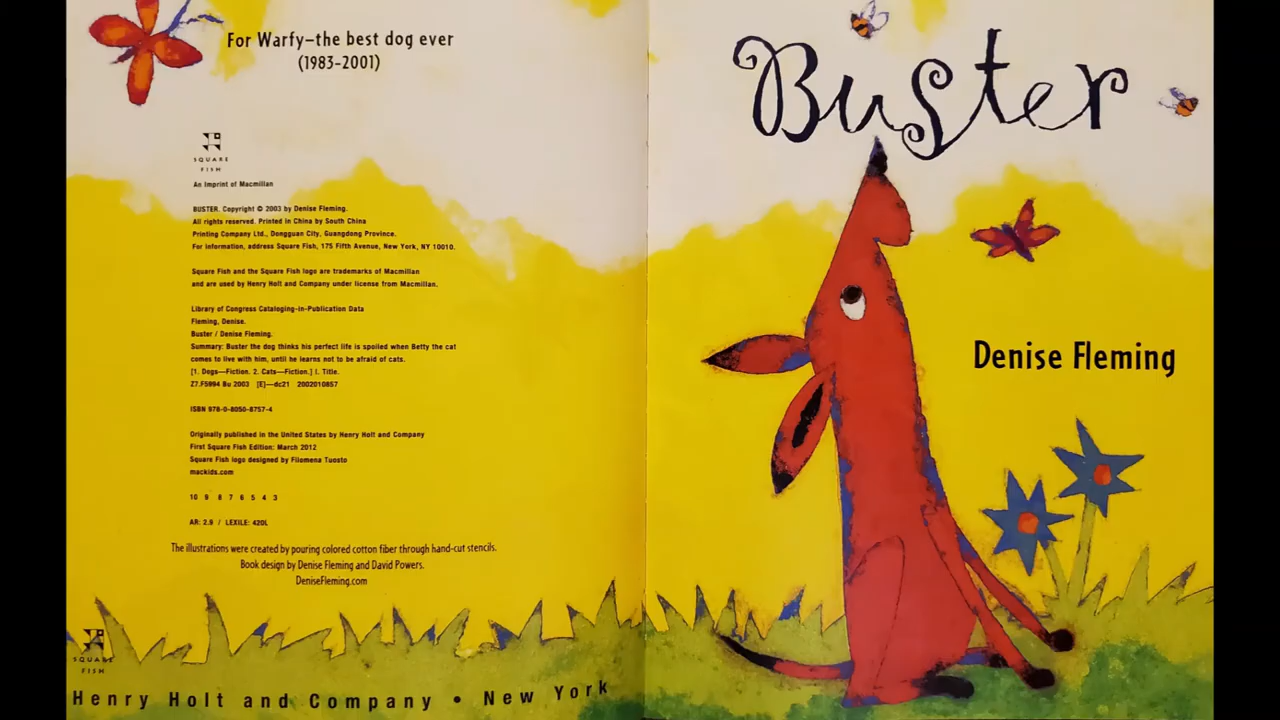 For Warfy–the best dog ever
(1983-2001)
SQUARE
FISH
An Imprint of Macmillan
BUSTER. Copyright © 2003 by Denise Fleming.
All rights reserved. Printed in China by South China
Printing Company Ltd., Dongguan City, Guangdong Province.
For information, address Square Fish, 175 Fifth Avenue, New York, NY 10010.
Square Fish and the Square Fish logo are trademarks of Macmillan
and are used by Henry Holt and Company under license from Macmillan.
Library of Congress Cataloging-in-Publication Data
Fleming, Denise.
Buster / Denise Fleming.
Summary: Buster the dog thinks his perfect life is spoiled when Betty the cat
comes to live with him, until he learns not to be afraid of cats.
[1. Dogs—Fiction. 2. Cats—Fiction.] I. Title.
Z7.F5994 Bu 2003 [E]—dc21 2002010857
ISBN 978-0-8050-8757-4
Originally published in the United States by Henry Holt and Company
First Square Fish Edition: March 2012
Square Fish logo designed by Filomena Tuosto
mackids.com
10 9 8 7 6 5 4 3
AR: 2.9 / LEXILE: 420L
The illustrations were created by pouring colored cotton fiber through hand-cut stencils.
Book design by Denise Fleming and David Powers.
DeniseFleming.com
SQUARE
FISH
Henry Holt and Company • New York
Buster
Denise Fleming